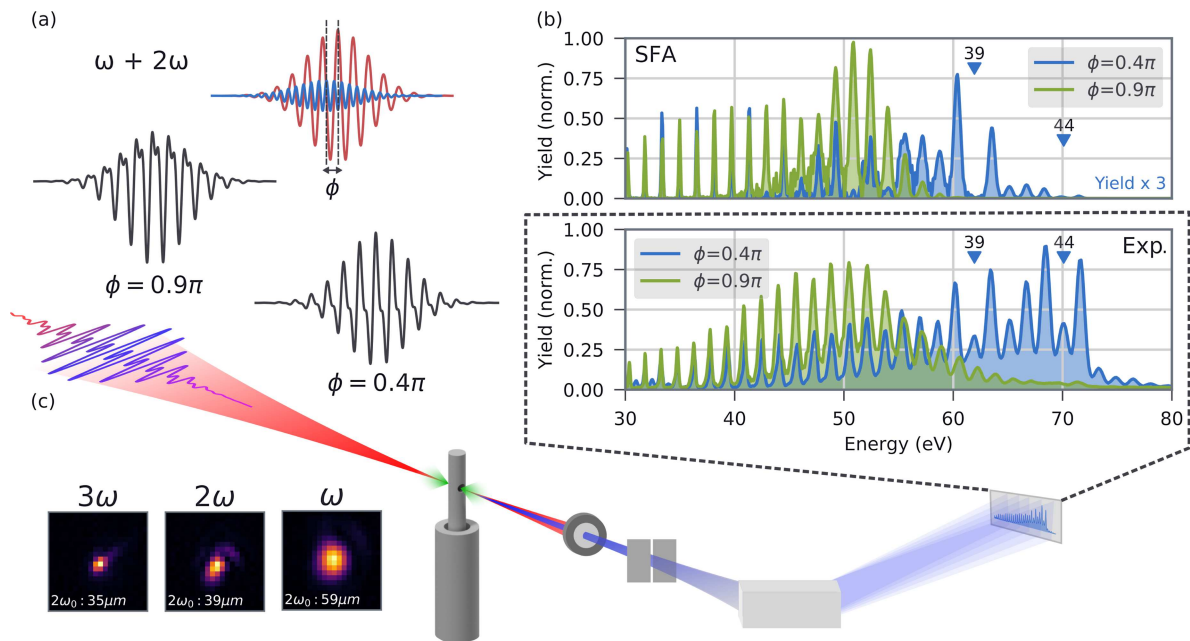 (a)
ω + 2ω
ϕ
ϕ = 0.9π
ϕ = 0.4π
(b)
SFA
Yield (norm.)
1.00
0.75
0.50
0.25
0.00
39
44
ϕ=0.4π
ϕ=0.9π
Yield x 3
Exp.
Yield (norm.)
1.00
0.75
0.50
0.25
0.00
ϕ=0.4π
ϕ=0.9π
39
44
30 40 50 60 70 80
Energy (eV)
(c)
3ω 2ω ω
2ω₀ : 35μm 2ω₀ : 39μm 2ω₀ : 59μm